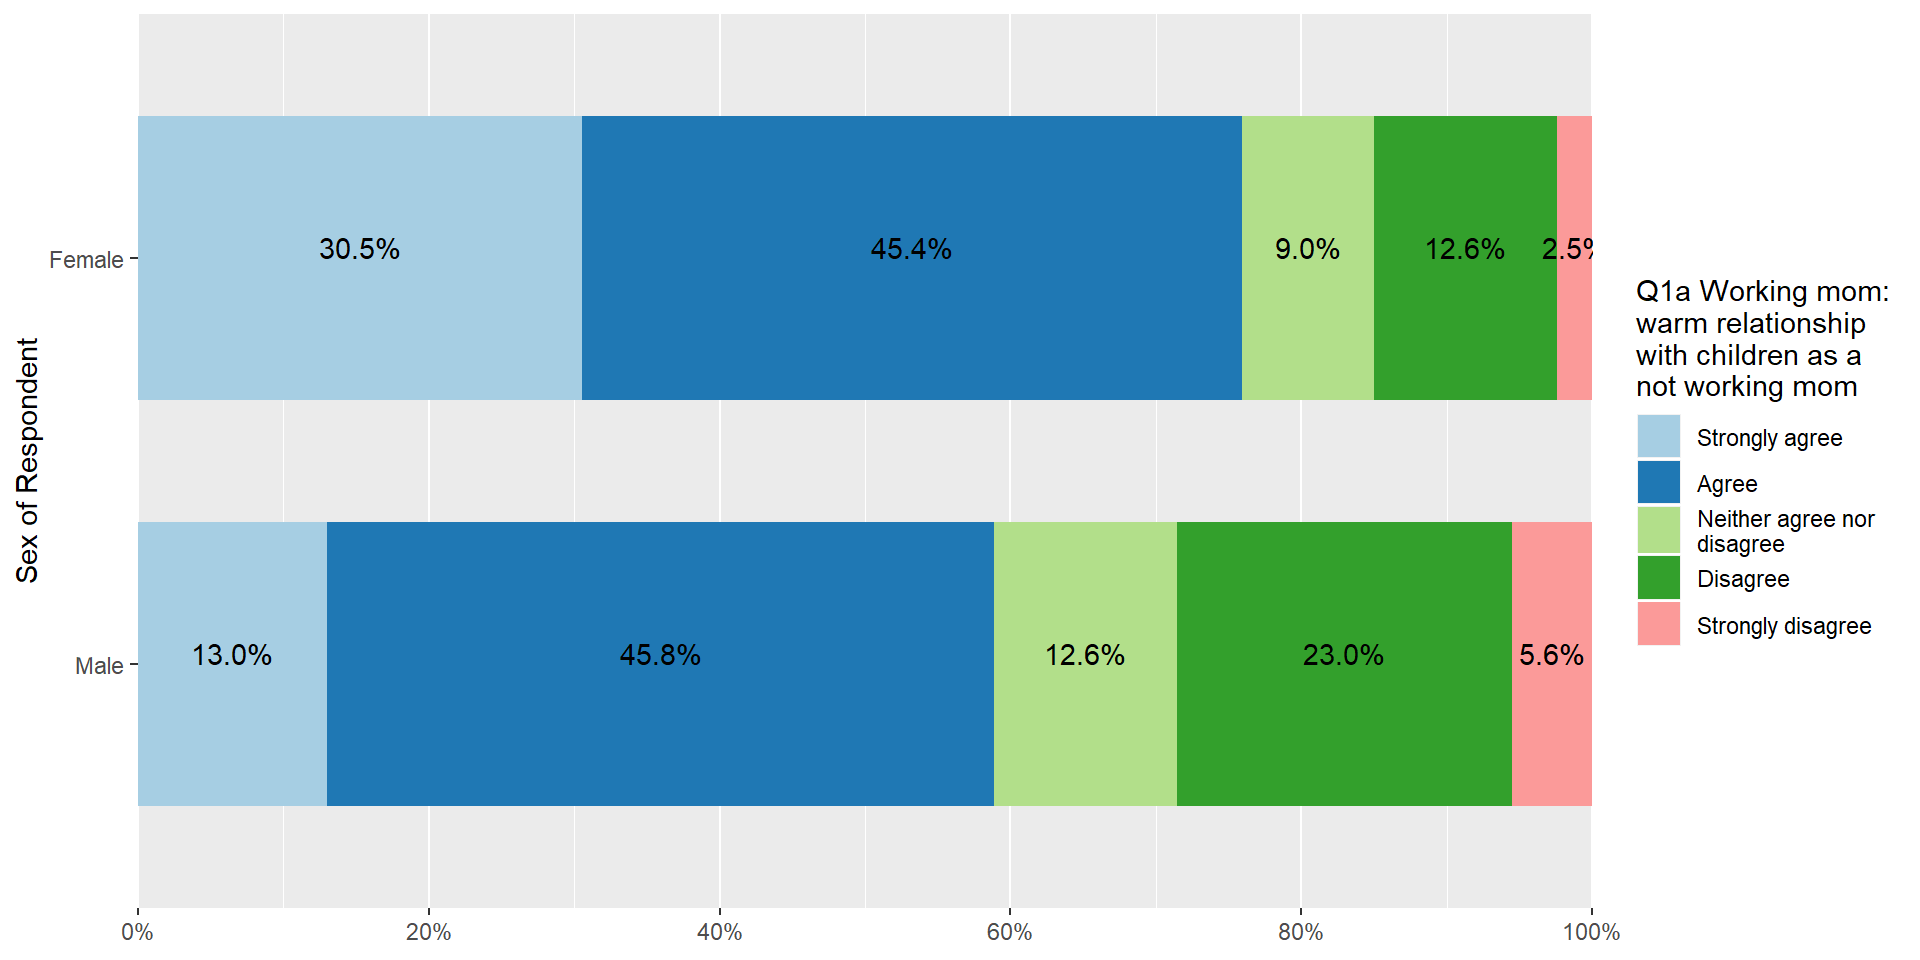 Sex of Respondent
Female
30.5%
45.4%
9.0%
12.6%
2.5%
Male
13.0%
45.8%
12.6%
23.0%
5.6%
0%
20%
40%
60%
80%
100%
Q1a Working mom:
warm relationship
with children as a
not working mom
Strongly agree
Agree
Neither agree nor
disagree
Disagree
Strongly disagree